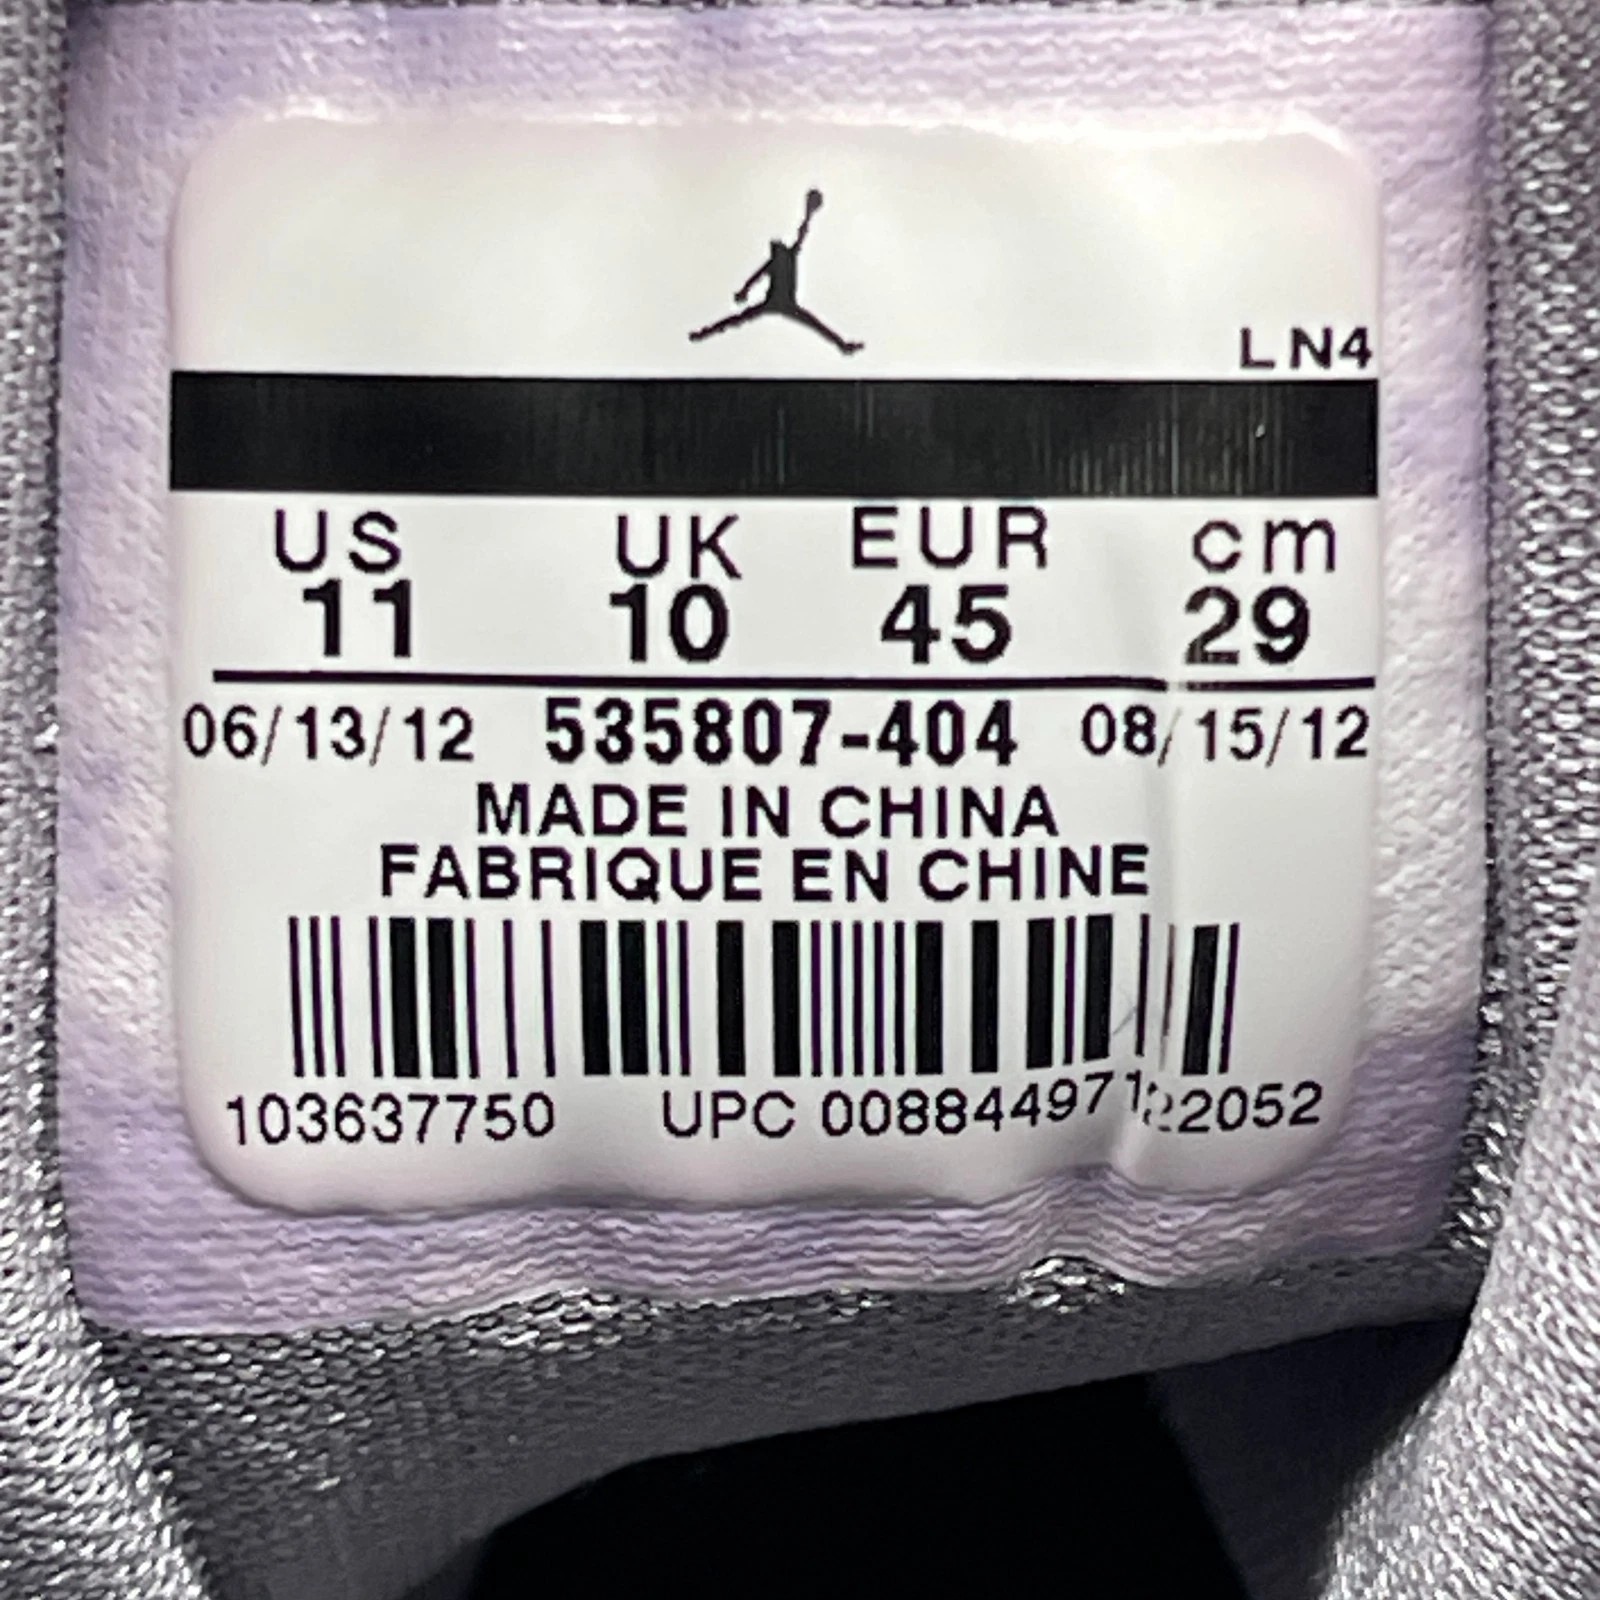 LN4
US UK EUR cm
11 10 45 29
06/13/12 535807-404 08/15/12
MADE IN CHINA
FABRIQUE EN CHINE
103637750 UPC 00884497122052